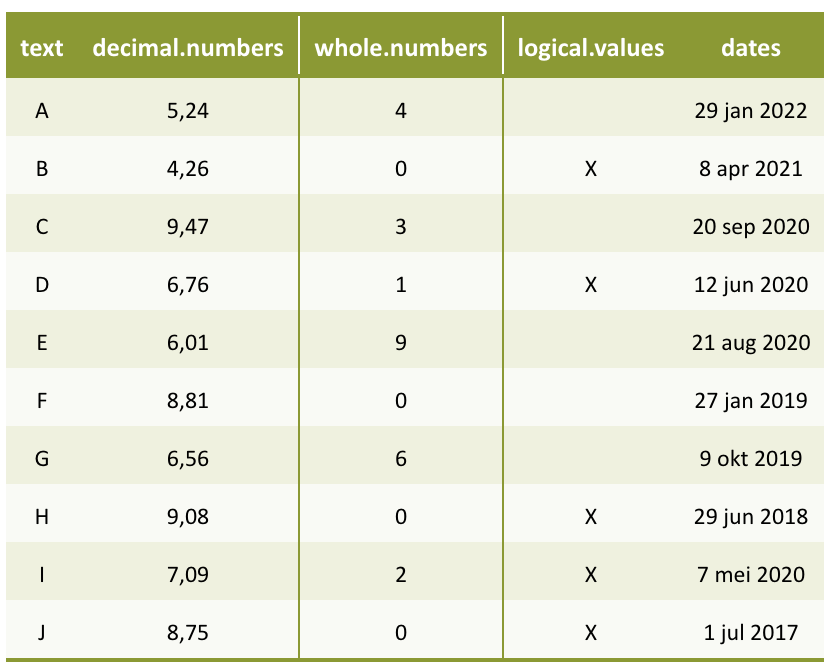 text decimal.numbers whole.numbers logical.values dates
A 5,24 4 29 jan 2022
B 4,26 0 X 8 apr 2021
C 9,47 3 20 sep 2020
D 6,76 1 X 12 jun 2020
E 6,01 9 21 aug 2020
F 8,81 0 27 jan 2019
G 6,56 6 9 okt 2019
H 9,08 0 X 29 jun 2018
I 7,09 2 X 7 mei 2020
J 8,75 0 X 1 jul 2017